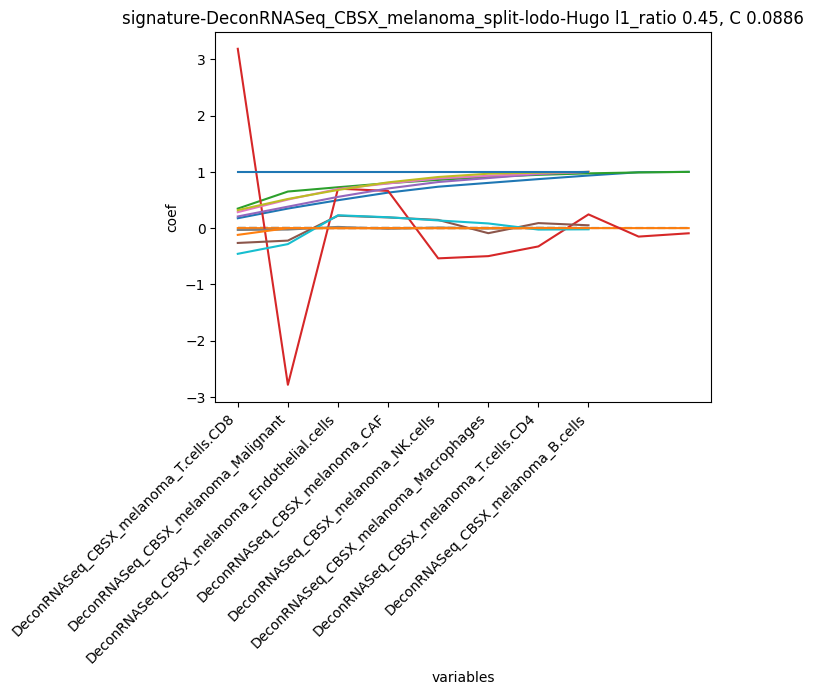 signature-DeconRNASeq_CBSX_melanoma_split-lodo-Hugo l1_ratio 0.45, C 0.0886
3
2
1
0
−1
−2
−3
coef
DeconRNASeq_CBSX_melanoma_T.cells.CD8
DeconRNASeq_CBSX_melanoma_Malignant
DeconRNASeq_CBSX_melanoma_Endothelial.cells
DeconRNASeq_CBSX_melanoma_CAF
DeconRNASeq_CBSX_melanoma_NK.cells
DeconRNASeq_CBSX_melanoma_Macrophages
DeconRNASeq_CBSX_melanoma_T.cells.CD4
DeconRNASeq_CBSX_melanoma_B.cells
variables